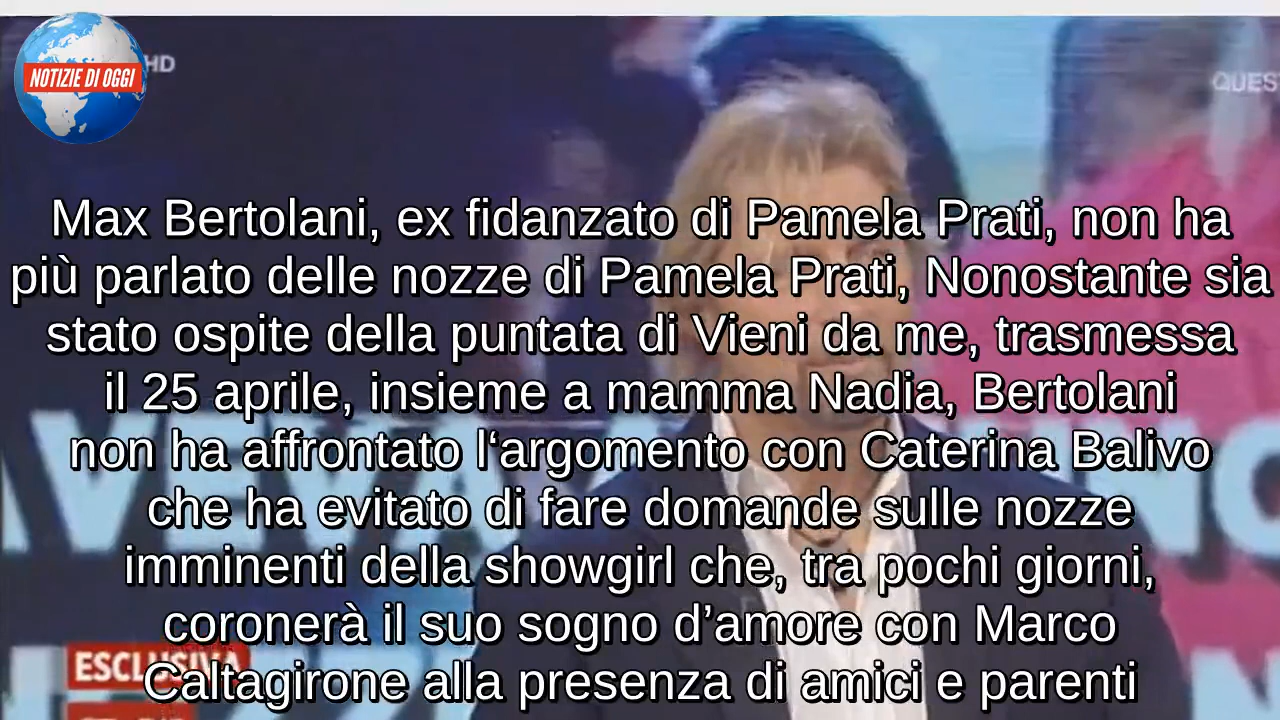 NOTIZIE DI OGGI
HD
QUES
Max Bertolani, ex fidanzato di Pamela Prati, non ha
più parlato delle nozze di Pamela Prati, Nonostante sia
stato ospite della puntata di Vieni da me, trasmessa
il 25 aprile, insieme a mamma Nadia, Bertolani
non ha affrontato l‘argomento con Caterina Balivo
che ha evitato di fare domande sulle nozze
imminenti della showgirl che, tra pochi giorni,
coronerà il suo sogno d’amore con Marco
Caltagirone alla presenza di amici e parenti
AVEVA
ESCLUSIVA